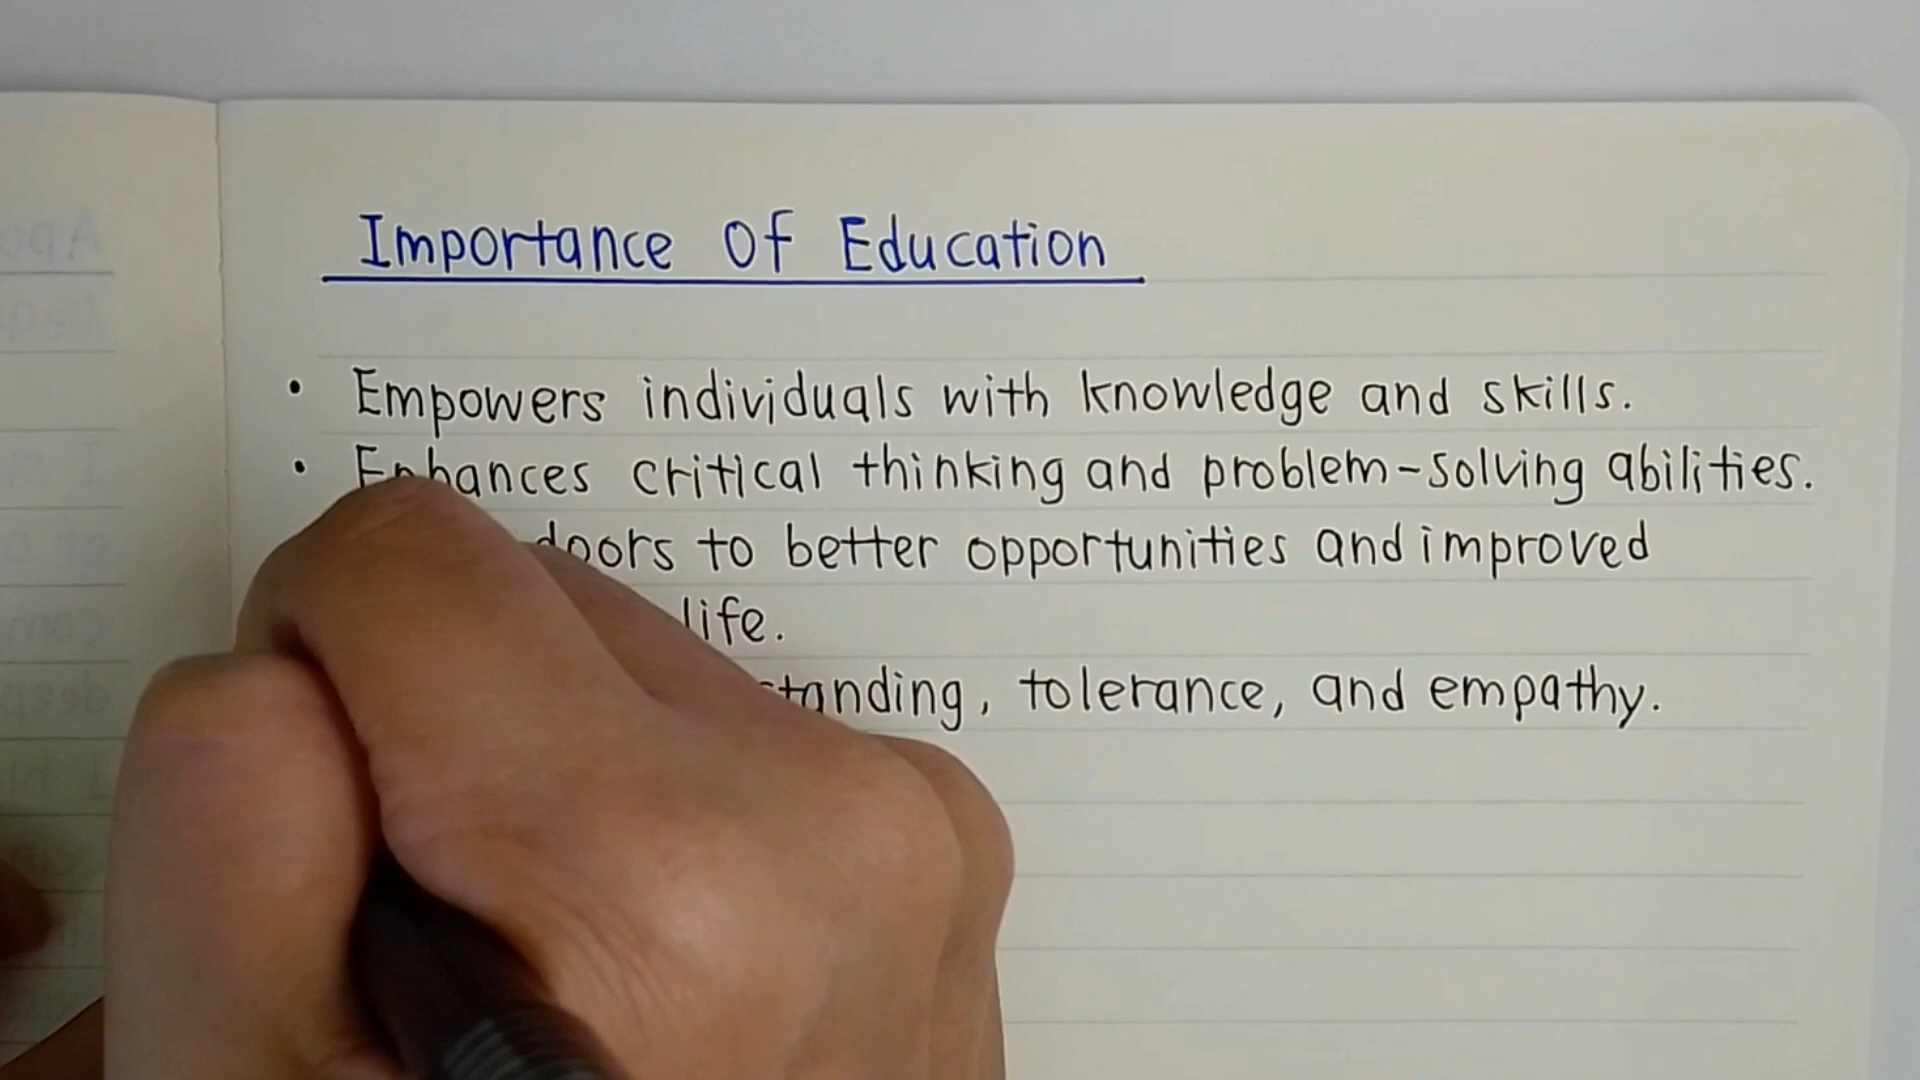 Importance Of Education
• Empowers individuals with knowledge and skills.
• Enhances critical thinking and problem-solving abilities.
doors to better opportunities and improved
life.
tolerance, and empathy.